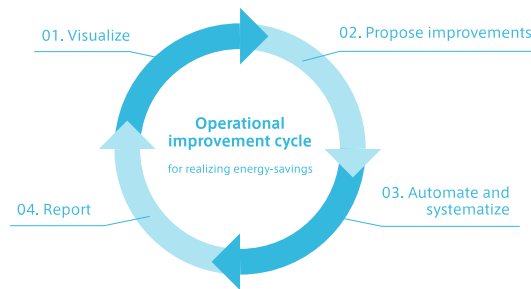 01. Visualize
02. Propose improvements
Operational
improvement cycle
for realizing energy-savings
03. Automate and
systematize
04. Report